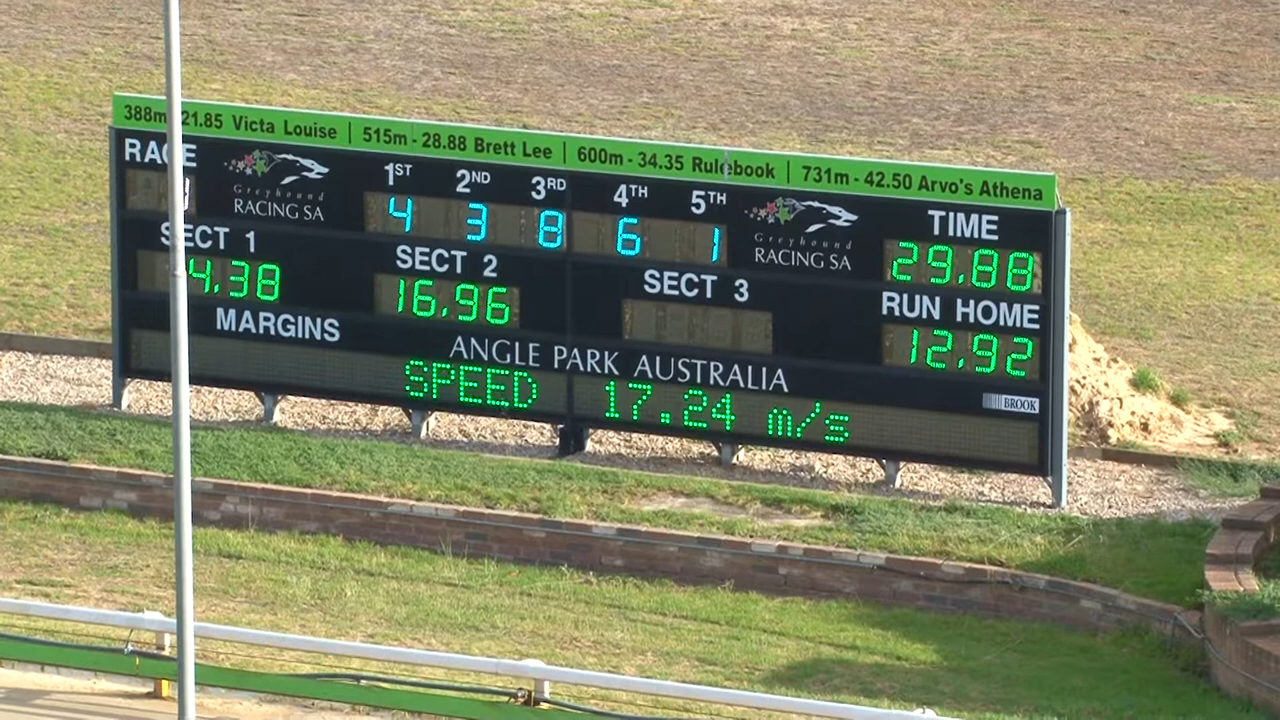 388m 21.85 Victa Louise | 515m - 28.88 Brett Lee | 600m - 34.35 Rulebook | 731m - 42.50 Arvo's Athena
RACE
Greyhound
RACING SA
1ST 2ND 3RD 4TH 5TH
4 3 8 6 1
Greyhound
RACING SA
TIME
29.88
SECT 1
4.38
SECT 2
16.96
SECT 3
RUN HOME
12.92
MARGINS
ANGLE PARK AUSTRALIA
SPEED 17.24 m/s
BROOK